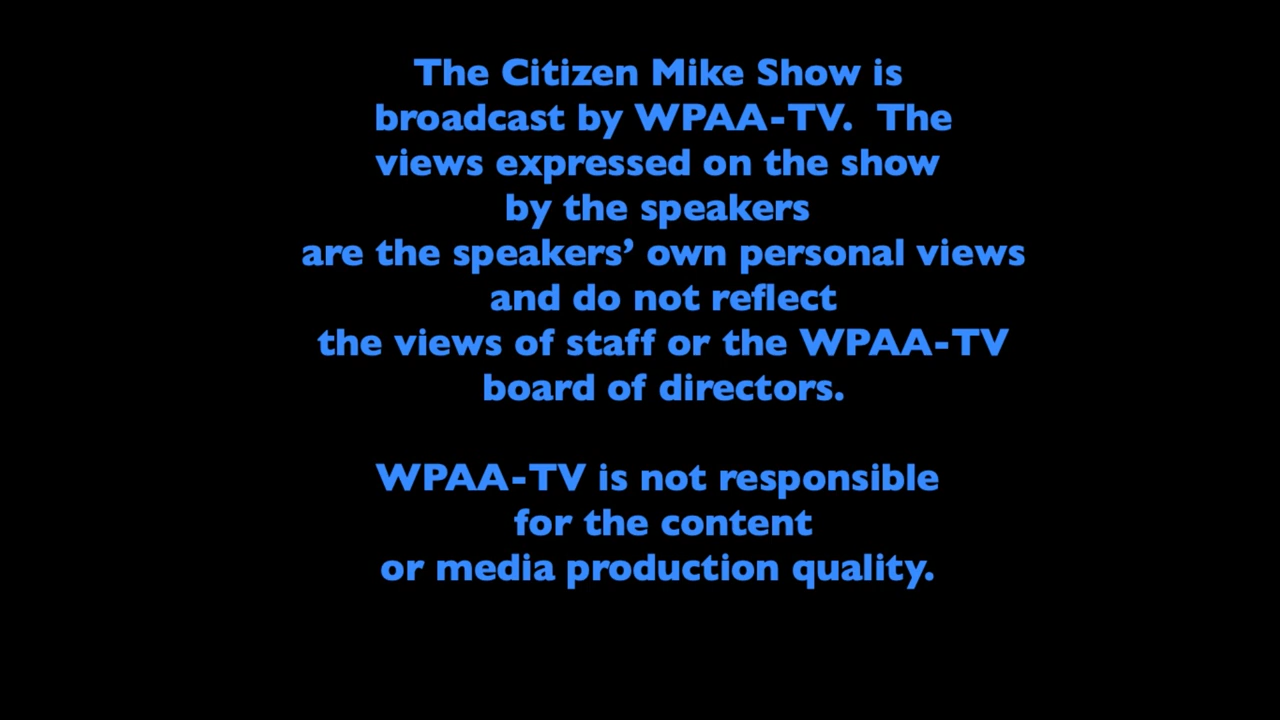 The Citizen Mike Show is
broadcast by WPAA-TV.  The
views expressed on the show
by the speakers
are the speakers’ own personal views
and do not reflect
the views of staff or the WPAA-TV
board of directors.
WPAA-TV is not responsible
for the content
or media production quality.